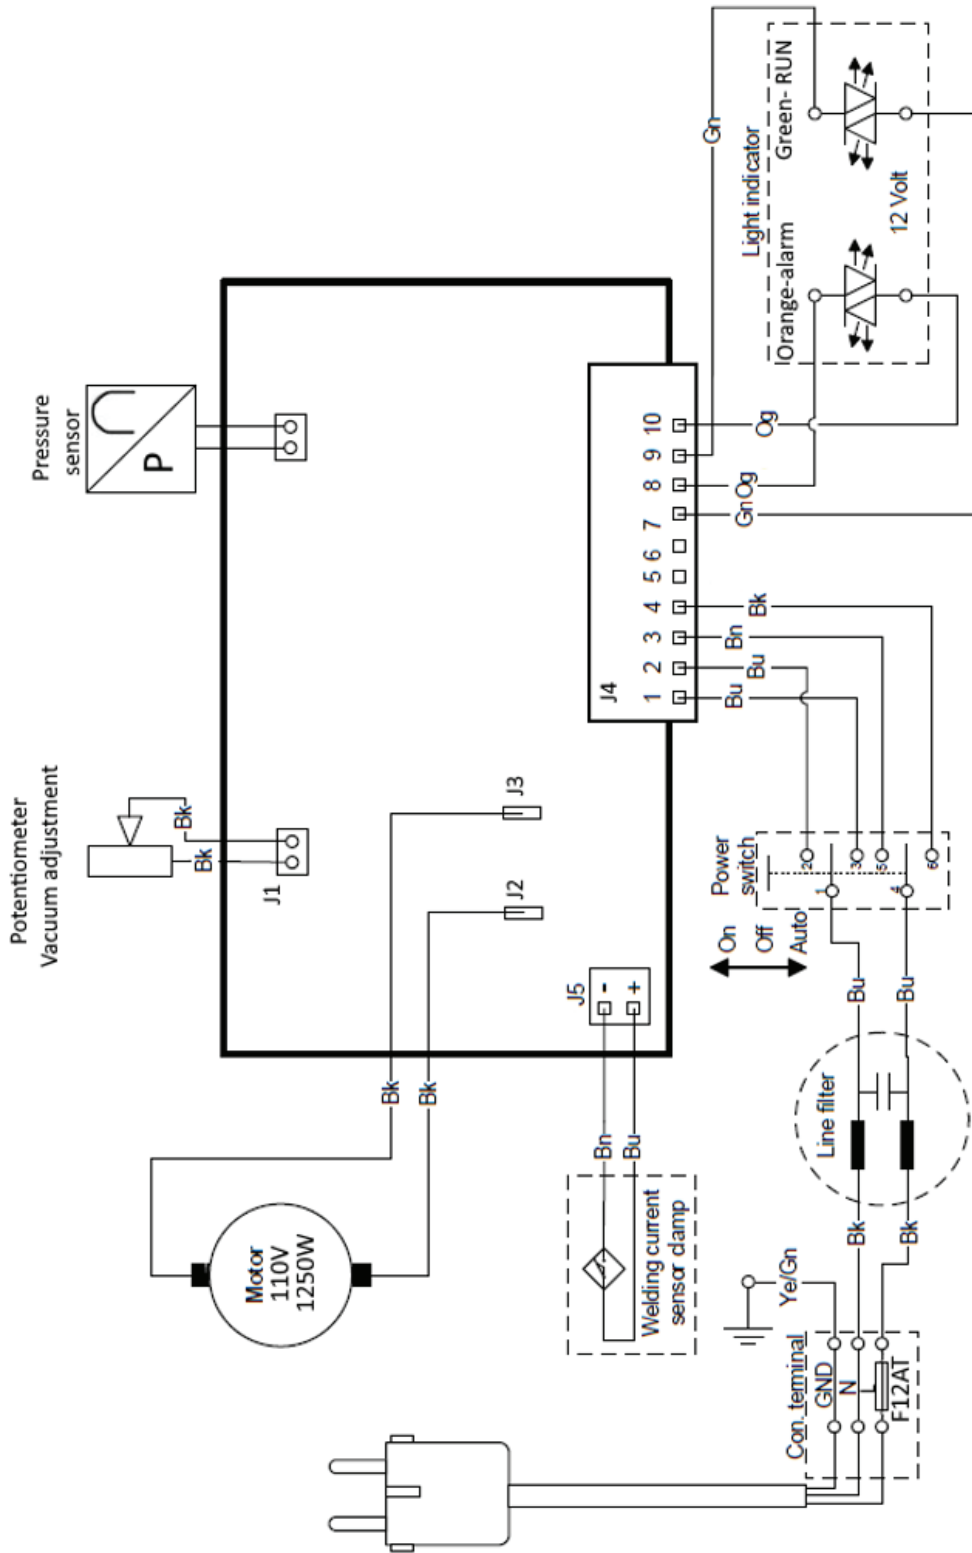 Potentiometer
Vacuum adjustment
Pressure
sensor
P
Bk
Bk
J1
J3
J2
Bk
Bk
Motor
110V
1250W
J5
-
+
Bn
Bu
Welding current
sensor clamp
J4
1 2 3 4 5 6 7 8 9 10
Bu
Bu
Bn
Bk
Gn
Og
Og
Gn
Light indicator
Orange-alarm
Green- RUN
12 Volt
Power
switch
On
Off
Auto
1
2
3
4
5
6
Bu
Bu
Line filter
Bk
Bk
Ye/Gn
Con. terminal
GND
N
F12AT